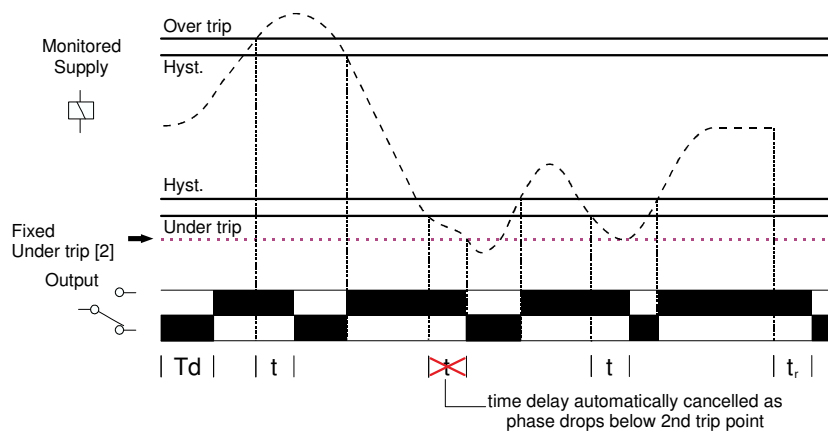 Over trip
Monitored
Supply
Hyst.
Hyst.
Under trip
Fixed
Under trip [2]
Output
Td
t
t
t
tr
time delay automatically cancelled as
phase drops below 2nd trip point